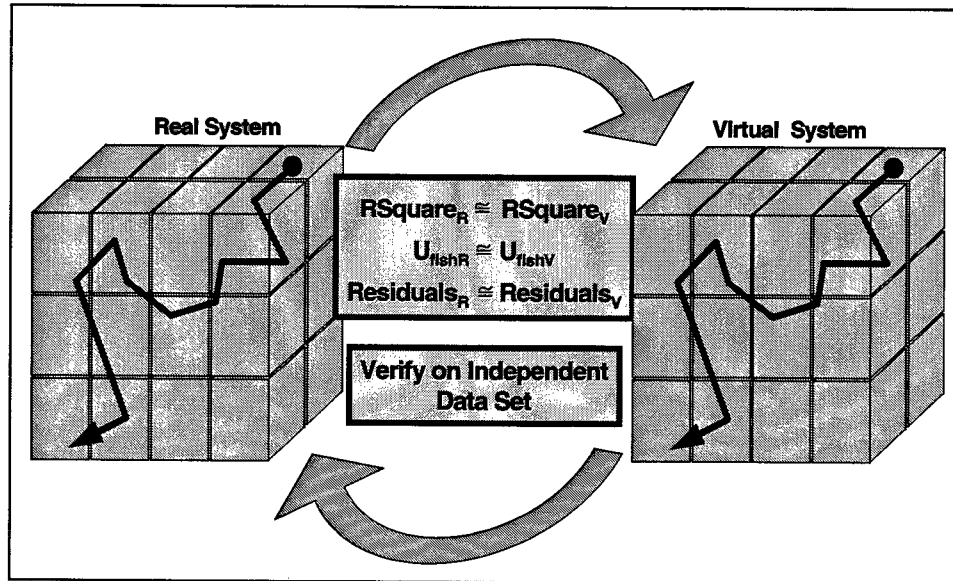 Real System
Virtual System
RSquare_R ≅ RSquare_V
U_fishR ≅ U_fishV
Residuals_R ≅ Residuals_V
Verify on Independent
Data Set